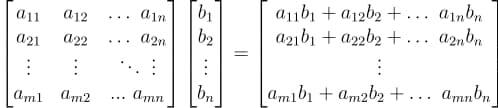 \begin{bmatrix} a_{11} & a_{12} & \dots & a_{1n} \\ a_{21} & a_{22} & \dots & a_{2n} \\ \vdots & \vdots & \ddots & \vdots \\ a_{m1} & a_{m2} & \dots & a_{mn} \end{bmatrix} \begin{bmatrix} b_1 \\ b_2 \\ \vdots \\ b_n \end{bmatrix} = \begin{bmatrix} a_{11}b_1 + a_{12}b_2 + \dots \ a_{1n}b_n \\ a_{21}b_1 + a_{22}b_2 + \dots \ a_{2n}b_n \\ \vdots \\ a_{m1}b_1 + a_{m2}b_2 + \dots \ a_{mn}b_n \end{bmatrix}